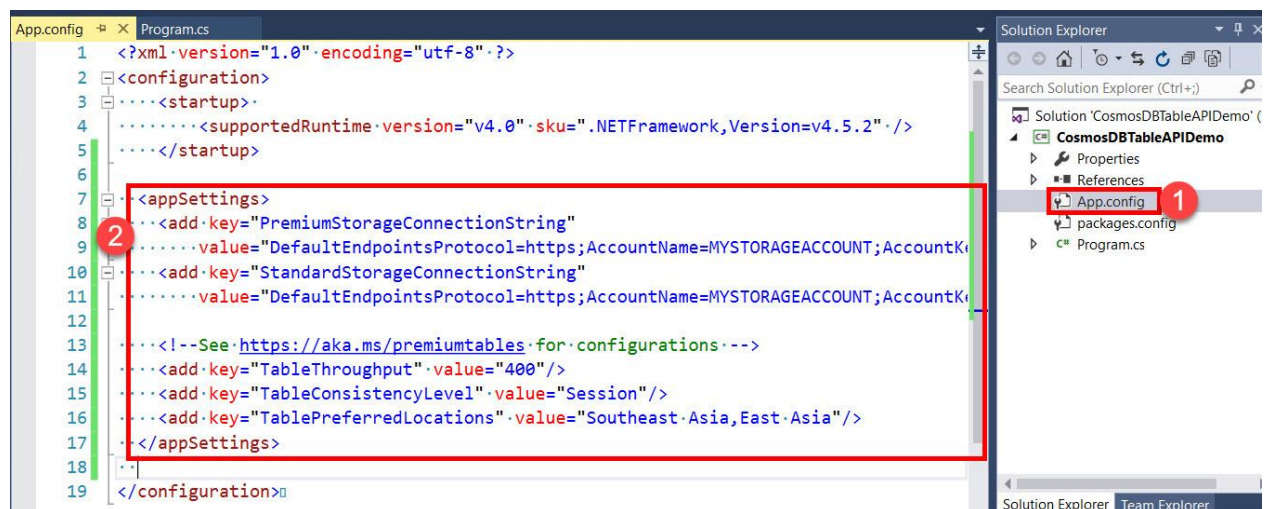 App.config
Program.cs
1 <?xml version="1.0" encoding="utf-8" ?>
2 <configuration>
3 <startup>
4 <supportedRuntime version="v4.0" sku=".NETFramework,Version=v4.5.2" />
5 </startup>
6
7 <appSettings>
8 <add key="PremiumStorageConnectionString"
9 value="DefaultEndpointsProtocol=https;AccountName=MYSTORAGEACCOUNT;AccountK
10 <add key="StandardStorageConnectionString"
11 value="DefaultEndpointsProtocol=https;AccountName=MYSTORAGEACCOUNT;AccountK
12
13 <!--See https://aka.ms/premiumtables for configurations -->
14 <add key="TableThroughput" value="400"/>
15 <add key="TableConsistencyLevel" value="Session"/>
16 <add key="TablePreferredLocations" value="Southeast Asia,East Asia"/>
17 </appSettings>
18
19 </configuration>
2
Solution Explorer
Search Solution Explorer (Ctrl+;)
Solution 'CosmosDBTableAPIDemo' (
C# CosmosDBTableAPIDemo
Properties
References
App.config
1
packages.config
C# Program.cs
Solution Explorer
Team Explorer